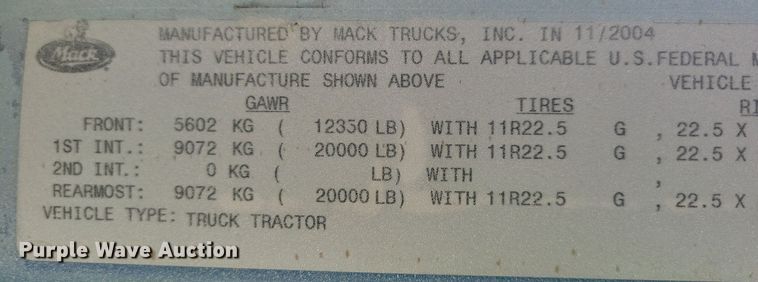 MANUFACTURED BY MACK TRUCKS, INC. IN 11/2004
Mack
THIS VEHICLE CONFORMS TO ALL APPLICABLE U.S.FEDERAL M
OF MANUFACTURE SHOWN ABOVE VEHICLE
GAWR TIRES RI
FRONT: 5602 KG ( 12350 LB) WITH 11R22.5 G , 22.5 X
1ST INT.: 9072 KG ( 20000 LB) WITH 11R22.5 G , 22.5 X
2ND INT.: 0 KG ( LB) WITH ,
REARMOST: 9072 KG ( 20000 LB) WITH 11R22.5 G , 22.5 X
VEHICLE TYPE: TRUCK TRACTOR
Purple Wave Auction